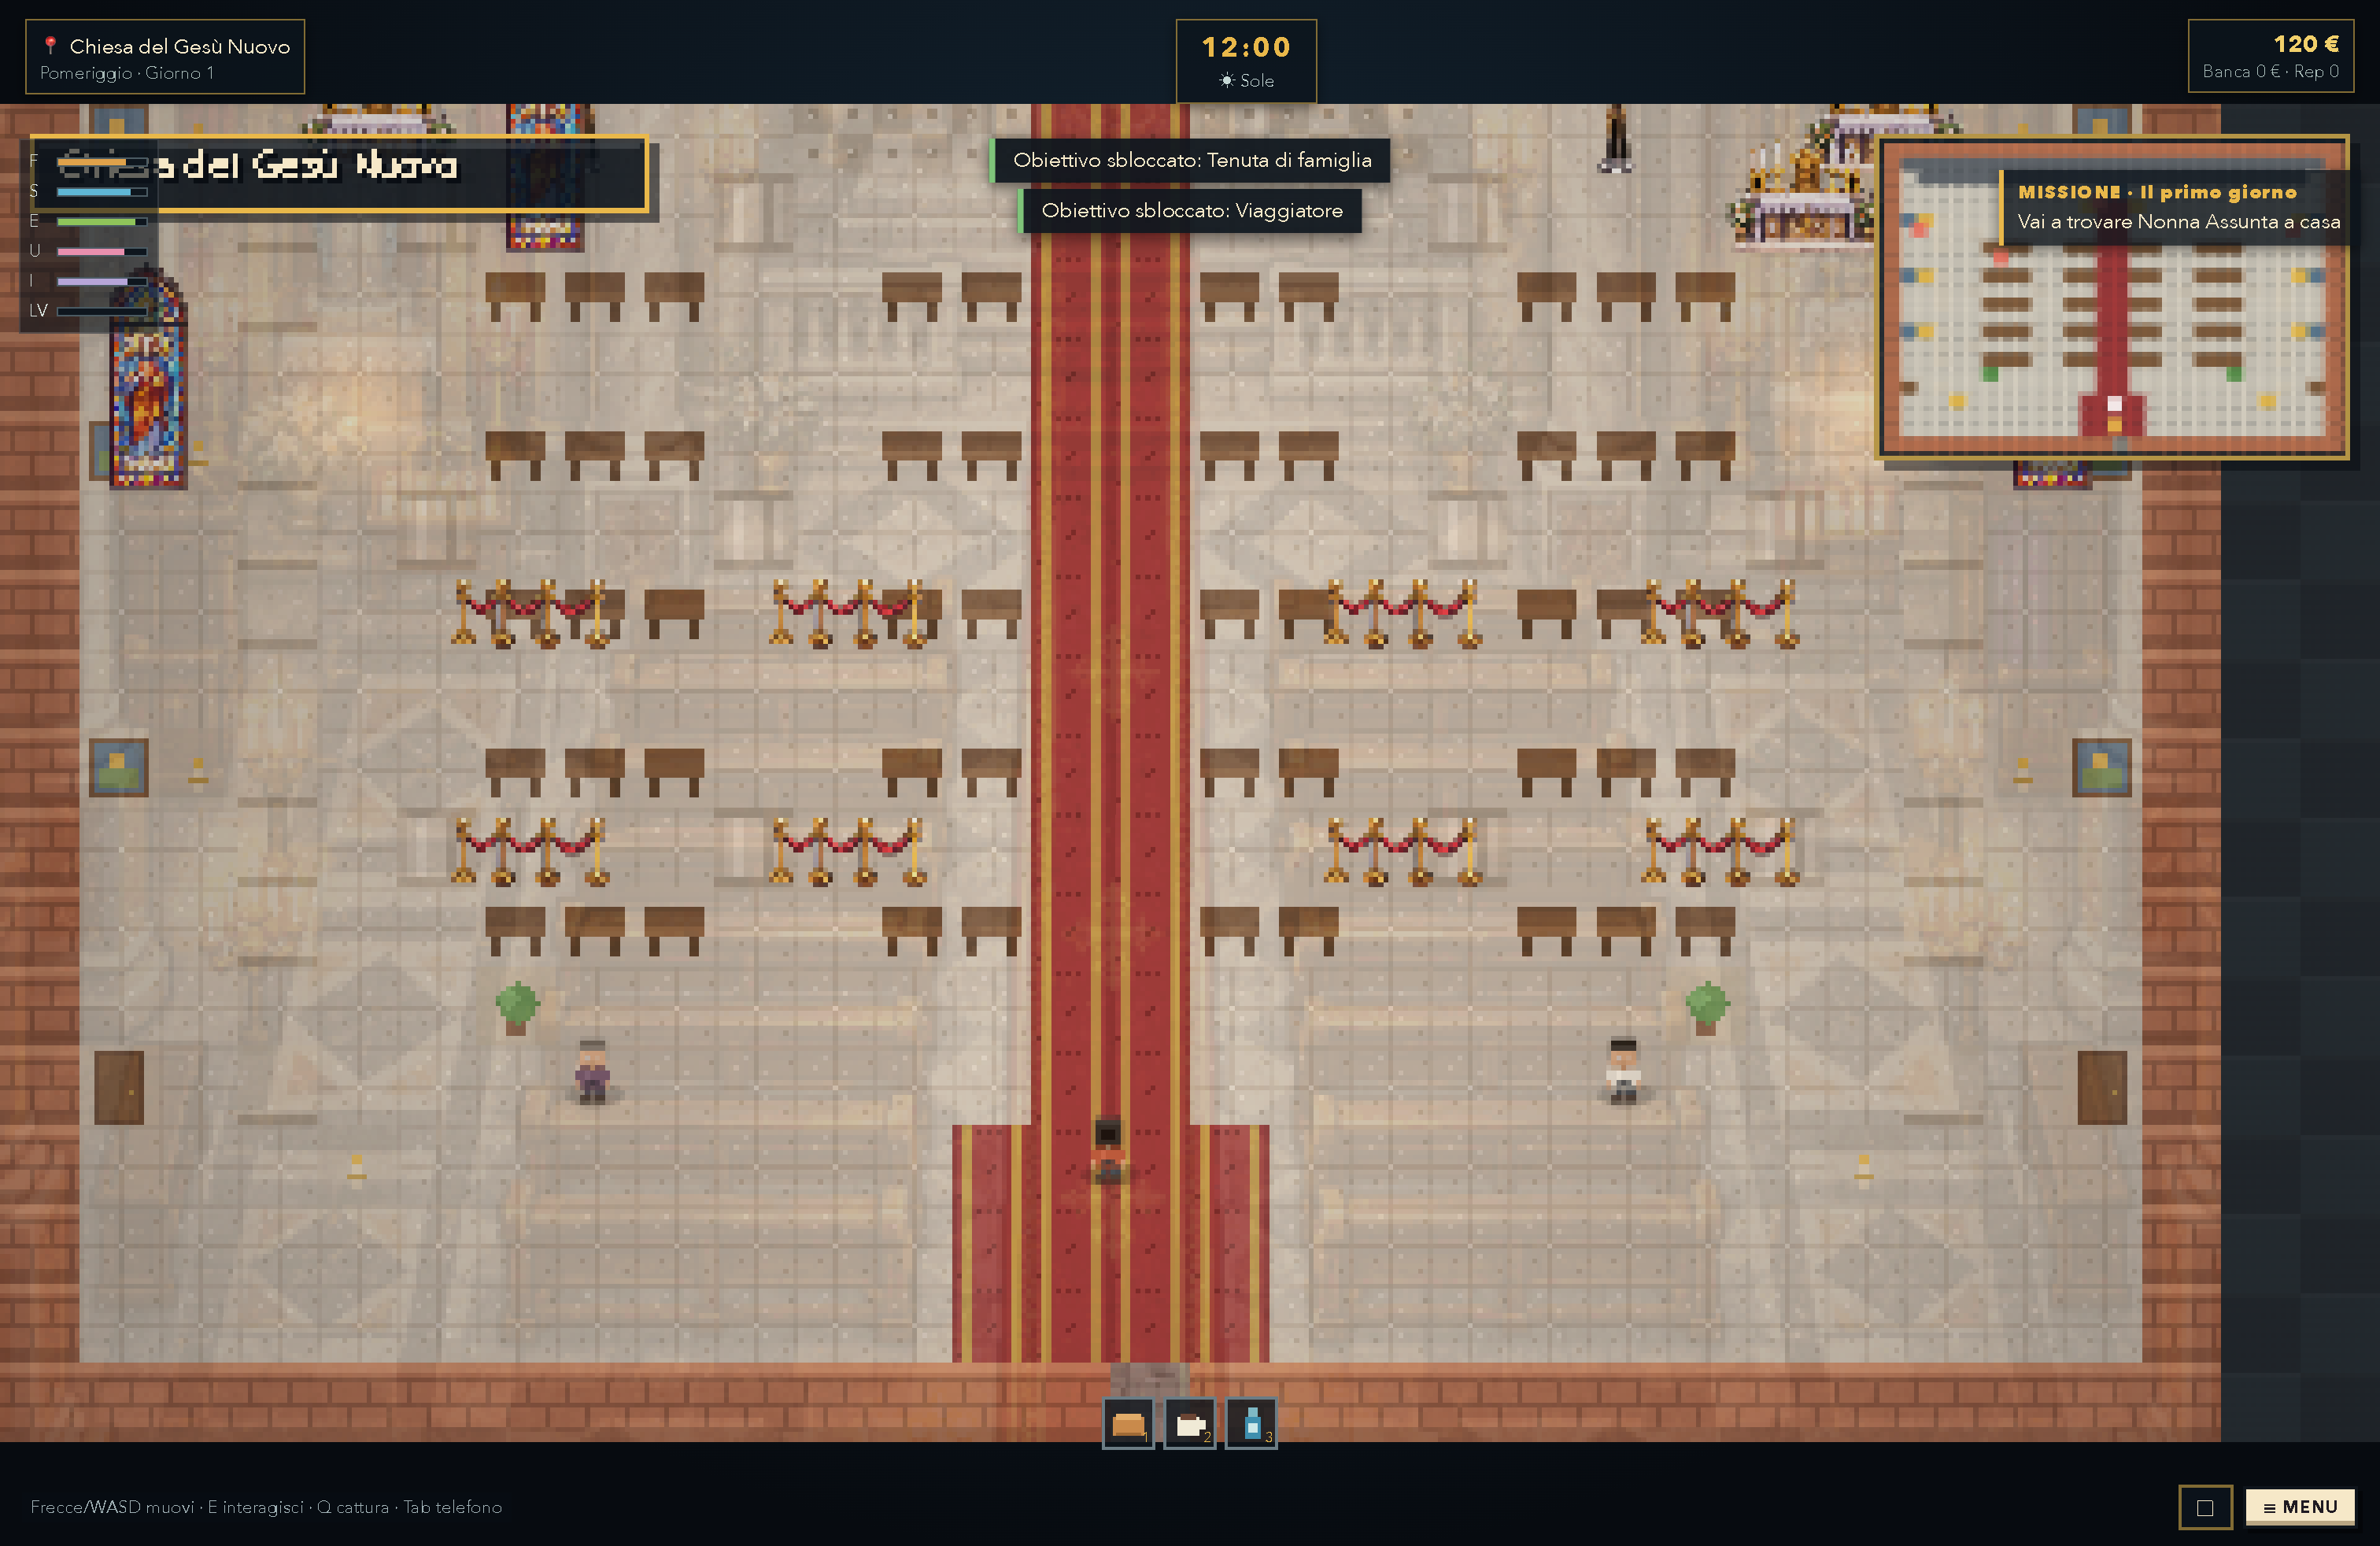 Chiesa del Gesù Nuovo
Pomeriggio · Giorno 1
12:00
Sole
120 €
Banca 0 € · Rep 0
del Gesù Nuovo
F
S
E
U
I
LV
Obiettivo sbloccato: Tenuta di famiglia
Obiettivo sbloccato: Viaggiatore
MISSIONE · Il primo giorno
Vai a trovare Nonna Assunta a casa
1
2
3
Frecce/WASD muovi · E interagisci · Q cattura · Tab telefono
≡ MENU